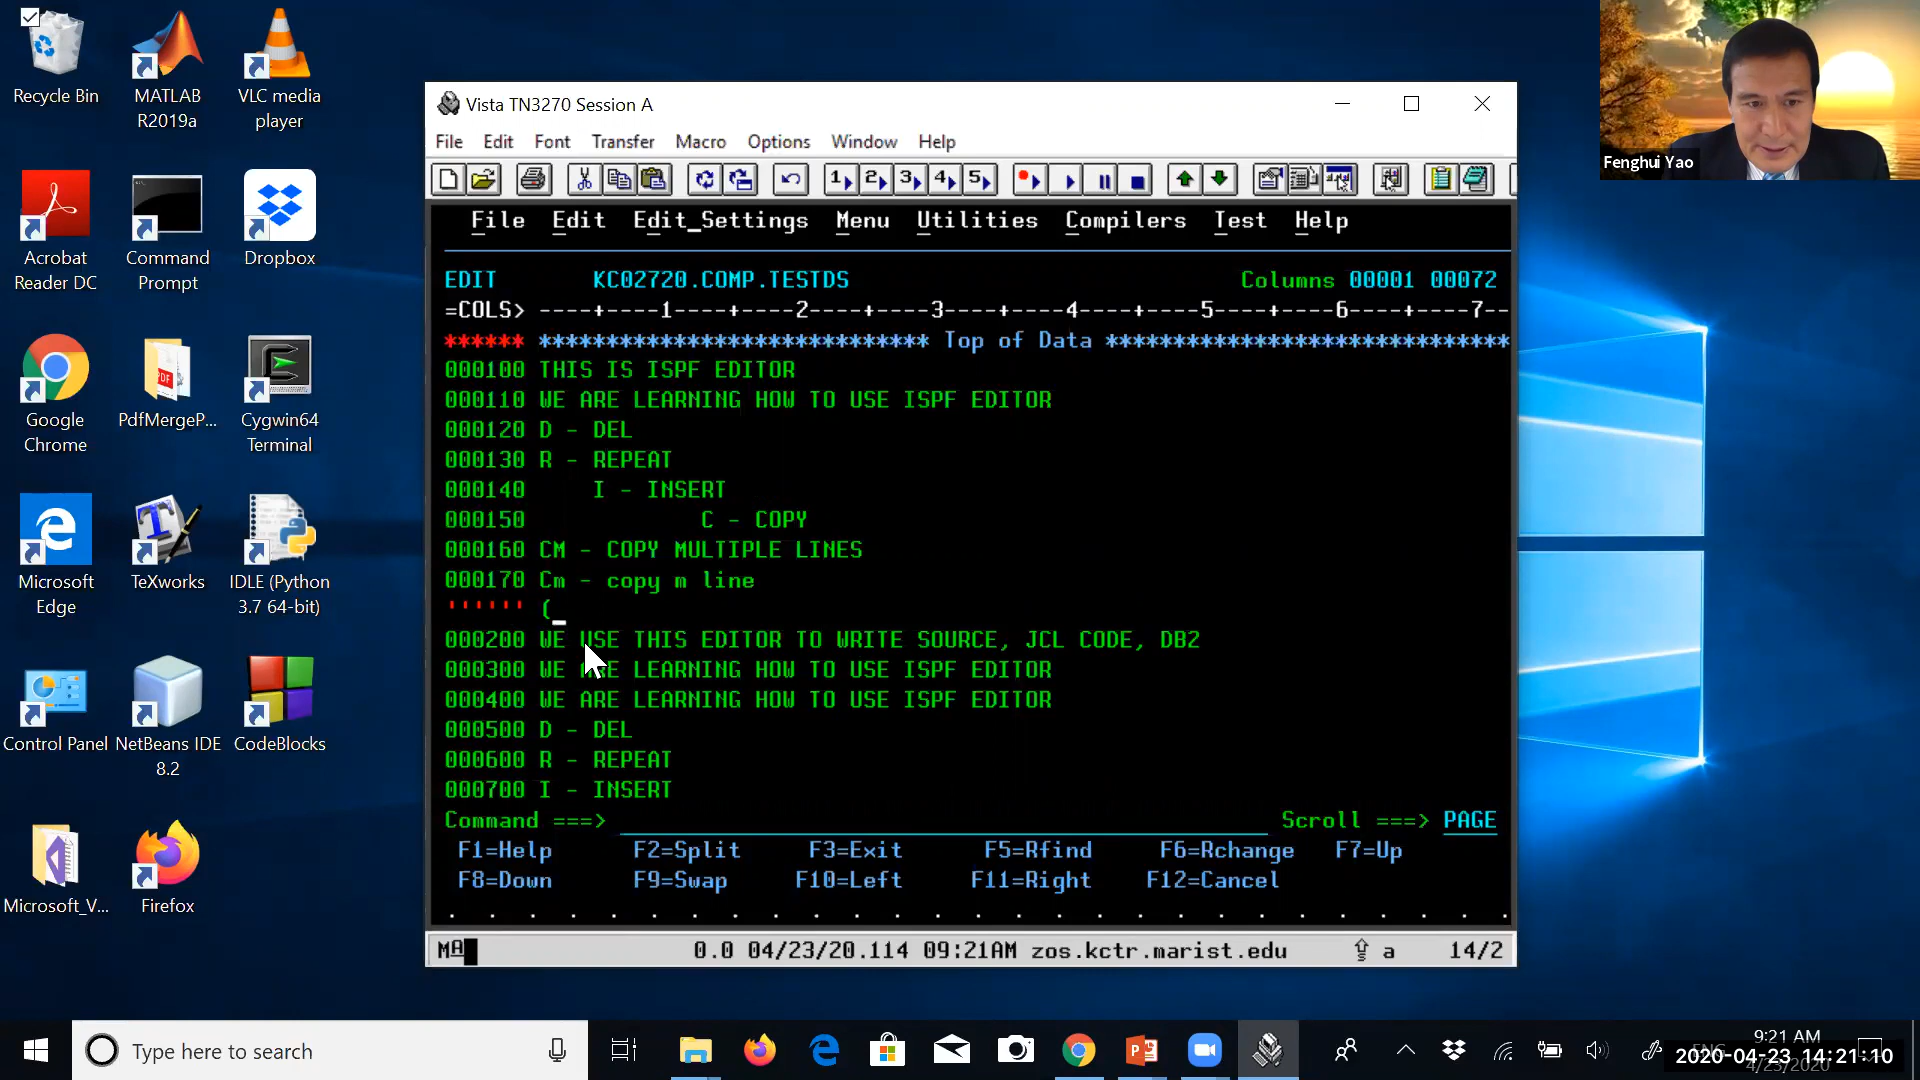 Recycle Bin
MATLAB R2019a
VLC media player
Acrobat Reader DC
Command Prompt
Dropbox
Google Chrome
PdfMergeP...
Cygwin64 Terminal
Microsoft Edge
TeXworks
IDLE (Python 3.7 64-bit)
Control Panel
NetBeans IDE 8.2
CodeBlocks
Microsoft_V...
Firefox
Vista TN3270 Session A
File Edit Font Transfer Macro Options Window Help
1 2 3 4 5
File Edit Edit_Settings Menu Utilities Compilers Test Help
EDIT KC02720.COMP.TESTDS Columns 00001 00072
=COLS> ----+----1----+----2----+----3----+----4----+----5----+----6----+----7--
****** ***************************** Top of Data ******************************
000100 THIS IS ISPF EDITOR
000110 WE ARE LEARNING HOW TO USE ISPF EDITOR
000120 D - DEL
000130 R - REPEAT
000140 I - INSERT
000150 C - COPY
000160 CM - COPY MULTIPLE LINES
000170 Cm - copy m line
'''''' (_
000200 WE USE THIS EDITOR TO WRITE SOURCE, JCL CODE, DB2
000300 WE ARE LEARNING HOW TO USE ISPF EDITOR
000400 WE ARE LEARNING HOW TO USE ISPF EDITOR
000500 D - DEL
000600 R - REPEAT
000700 I - INSERT
Command ===> Scroll ===> PAGE
F1=Help F2=Split F3=Exit F5=Rfind F6=Rchange F7=Up
F8=Down F9=Swap F10=Left F11=Right F12=Cancel
. . . . . . . . . . . . . . . . . . . . . . . . . . .
MA 0.0 04/23/20.114 09:21AM zos.kctr.marist.edu a 14/2
Fenghui Yao
Type here to search
9:21 AM
2020-04-23 14:21:10
4/23/2020